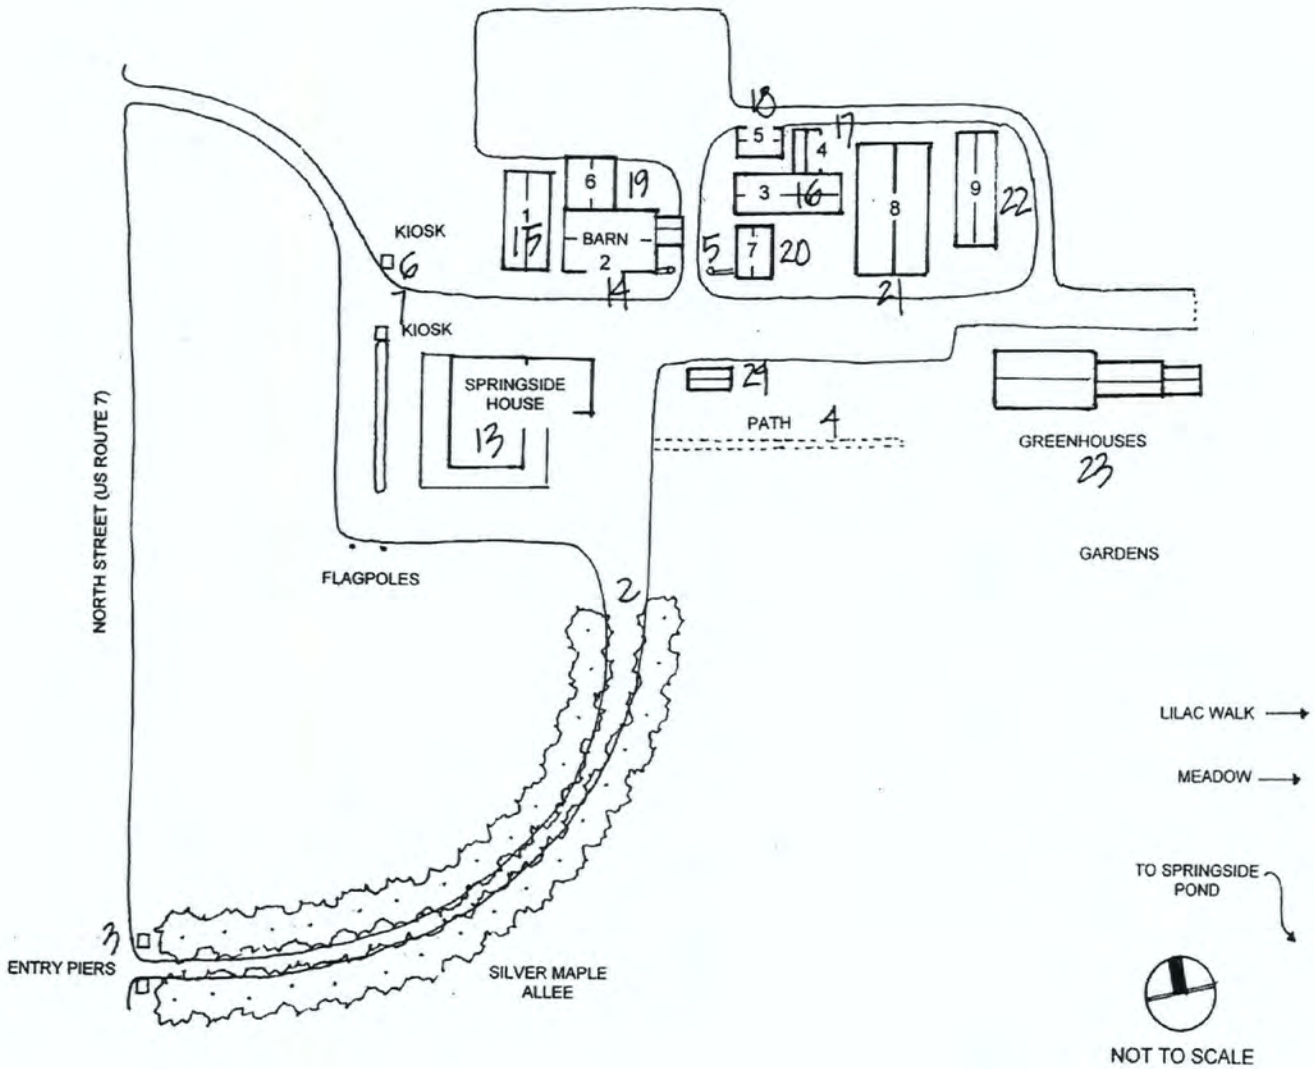 18
5
17
4
6
19
3
16
9
22
1
15
8
KIOSK
6
BARN
2
5
7
20
14
21
7
KIOSK
SPRINGSIDE
HOUSE
13
29
PATH
4
GREENHOUSES
23
NORTH STREET (US ROUTE 7)
GARDENS
FLAGPOLES
2
LILAC WALK
MEADOW
TO SPRINGSIDE
POND
3
ENTRY PIERS
SILVER MAPLE
ALLEE
NOT TO SCALE